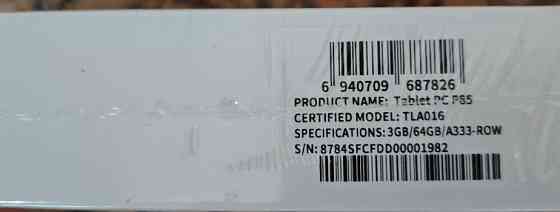 6 940709 687826
PRODUCT NAME: Tablet PC P85
CERTIFIED MODEL: TLA016
SPECIFICATIONS: 3GB/64GB/A333-ROW
S/N: 8784SFCFDD00001982